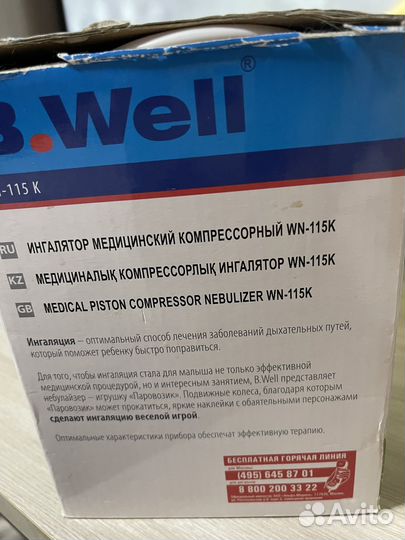 B.Well®
-115 K
RU ИНГАЛЯТОР МЕДИЦИНСКИЙ КОМПРЕССОРНЫЙ WN-115K
KZ МЕДИЦИНАЛЫҚ КОМПРЕССОРЛЫҚ ИНГАЛЯТОР WN-115K
GB MEDICAL PISTON COMPRESSOR NEBULIZER WN-115K
Ингаляция – оптимальный способ лечения заболеваний дыхательных путей,
который поможет ребенку быстро поправиться.
Для того, чтобы ингаляция стала для малыша не только эффективной
медицинской процедурой, но и интересным занятием, B.Well представляет
небулайзер – игрушку «Паровозик». Подвижные колеса, благодаря которым
"Паровозик" может прокатиться, яркие наклейки с обаятельными персонажами
сделают ингаляцию веселой игрой.
Оптимальные характеристики прибора обеспечат эффективную терапию.
БЕСПЛАТНАЯ ГОРЯЧАЯ ЛИНИЯ
для Москвы
(495) 645 87 01
8 800 200 33 22
Avito